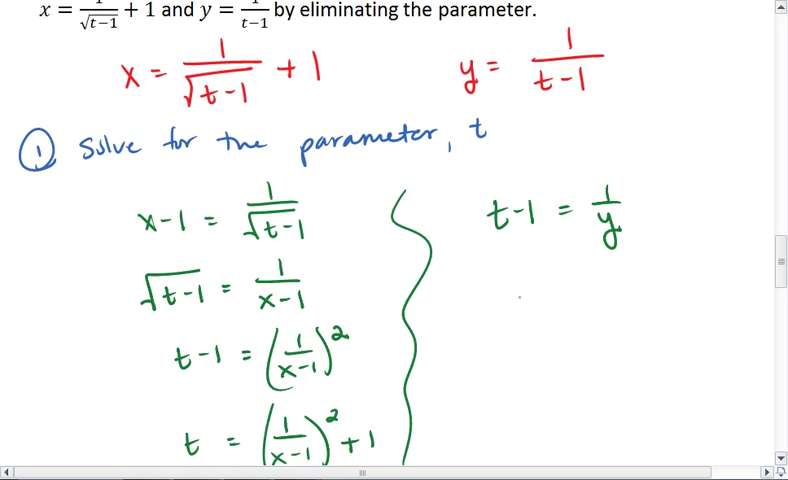 x = 1/√(t−1) + 1 and y = 1/(t−1) by eliminating the parameter.
x = 1/√(t-1) + 1
y = 1/(t-1)
① Solve for the parameter, t
x-1 = 1/√(t-1)
√(t-1) = 1/(x-1)
t-1 = (1/(x-1))²
t = (1/(x-1))² + 1
t-1 = 1/y